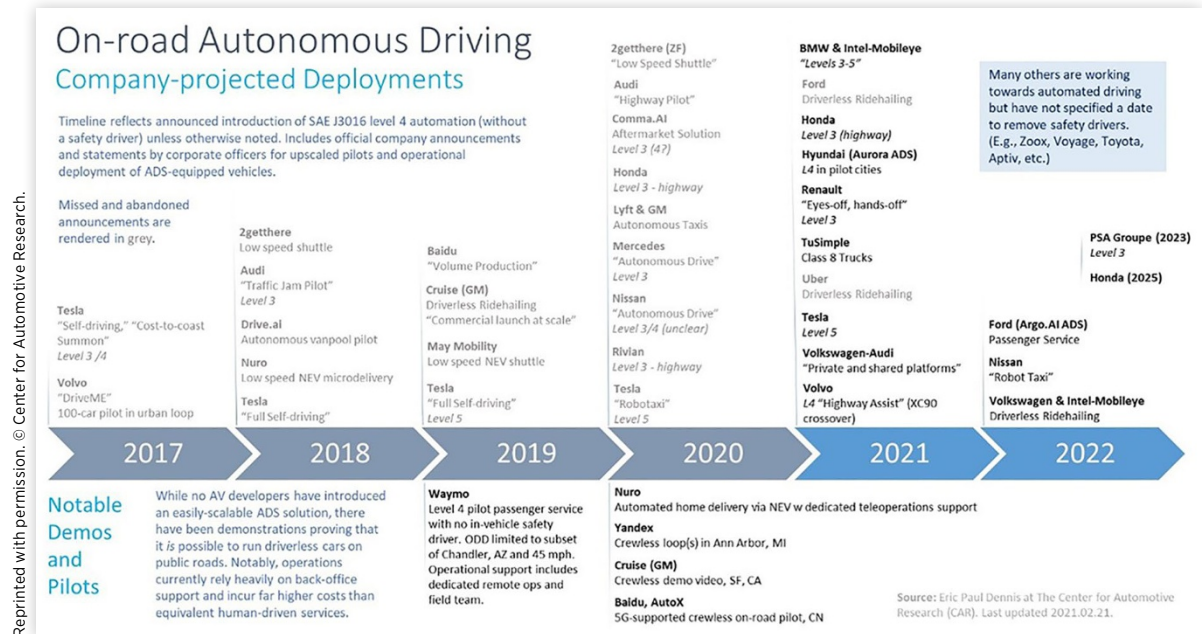 Reprinted with permission. © Center for Automotive Research.
On-road Autonomous Driving
Company-projected Deployments
Timeline reflects announced introduction of SAE J3016 level 4 automation (without
a safety driver) unless otherwise noted. Includes official company announcements
and statements by corporate officers for upscaled pilots and operational
deployment of ADS-equipped vehicles.
Missed and abandoned
announcements are
rendered in grey.
Tesla
"Self-driving," "Cost-to-coast
Summon"
Level 3 /4
Volvo
"DriveME"
100-car pilot in urban loop
2getthere
Low speed shuttle
Audi
"Traffic Jam Pilot"
Level 3
Drive.ai
Autonomous vanpool pilot
Nuro
Low speed NEV microdelivery
Tesla
"Full Self-driving"
Baidu
"Volume Production"
Cruise (GM)
Driverless Ridehailing
"Commercial launch at scale"
May Mobility
Low speed NEV shuttle
Tesla
"Full Self-driving"
Level 5
2getthere (ZF)
"Low Speed Shuttle"
Audi
"Highway Pilot"
Comma.AI
Aftermarket Solution
Level 3 (4?)
Honda
Level 3 - highway
Lyft & GM
Autonomous Taxis
Mercedes
"Autonomous Drive"
Level 3
Nissan
"Autonomous Drive"
Level 3/4 (unclear)
Rivian
Level 3 - highway
Tesla
"Robotaxi"
Level 5
BMW & Intel-Mobileye
"Levels 3-5"
Ford
Driverless Ridehailing
Honda
Level 3 (highway)
Hyundai (Aurora ADS)
L4 in pilot cities
Renault
"Eyes-off, hands-off"
Level 3
TuSimple
Class 8 Trucks
Uber
Driverless Ridehailing
Tesla
Level 5
Volkswagen-Audi
"Private and shared platforms"
Volvo
L4 "Highway Assist" (XC90
crossover)
Many others are working
towards automated driving
but have not specified a date
to remove safety drivers.
(E.g., Zoox, Voyage, Toyota,
Aptiv, etc.)
PSA Groupe (2023)
Level 3
Honda (2025)
Ford (Argo.AI ADS)
Passenger Service
Nissan
"Robot Taxi"
Volkswagen & Intel-Mobileye
Driverless Ridehailing
2017
2018
2019
2020
2021
2022
Notable
Demos
and
Pilots
While no AV developers have introduced
an easily-scalable ADS solution, there
have been demonstrations proving that
it is possible to run driverless cars on
public roads. Notably, operations
currently rely heavily on back-office
support and incur far higher costs than
equivalent human-driven services.
Waymo
Level 4 pilot passenger service
with no in-vehicle safety
driver. ODD limited to subset
of Chandler, AZ and 45 mph.
Operational support includes
dedicated remote ops and
field team.
Nuro
Automated home delivery via NEV w dedicated teleoperations support
Yandex
Crewless loop(s) in Ann Arbor, MI
Cruise (GM)
Crewless demo video, SF, CA
Baidu, AutoX
5G-supported crewless on-road pilot, CN
Source: Eric Paul Dennis at The Center for Automotive
Research (CAR). Last updated 2021.02.21.